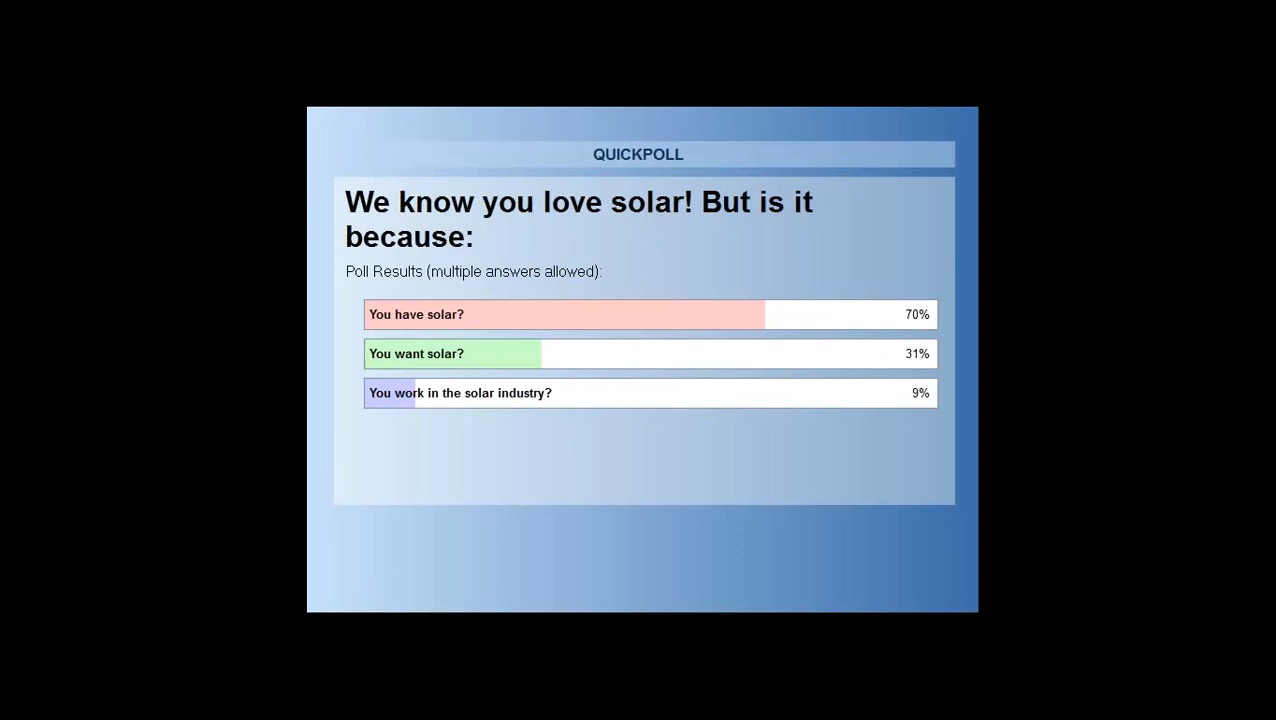 QUICKPOLL
We know you love solar! But is it
because:
Poll Results (multiple answers allowed):
You have solar? 70%
You want solar? 31%
You work in the solar industry? 9%